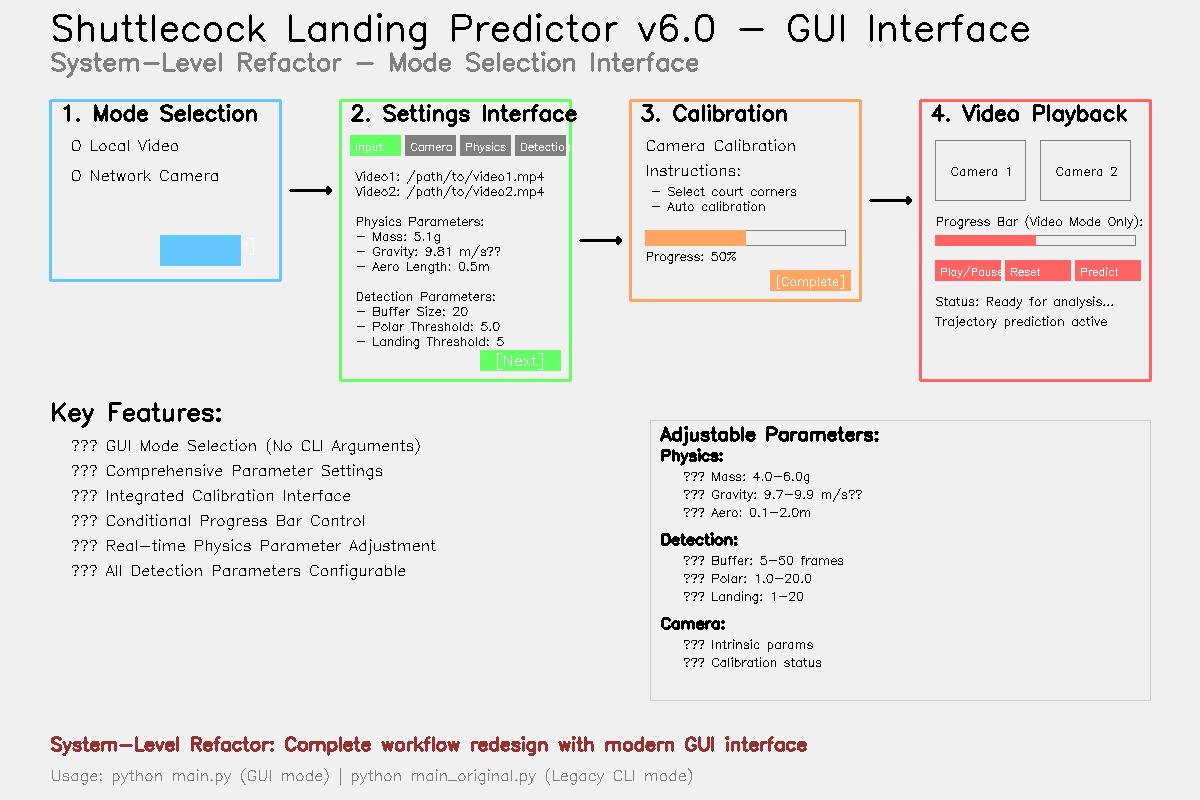 Shuttlecock Landing Predictor v6.0 - GUI Interface
System-Level Refactor - Mode Selection Interface
1. Mode Selection
O Local Video
O Network Camera
2. Settings Interface
Input Camera Physics Detection
Video1: /path/to/video1.mp4
Video2: /path/to/video2.mp4
Physics Parameters:
- Mass: 5.1g
- Gravity: 9.81 m/s??
- Aero Length: 0.5m
Detection Parameters:
- Buffer Size: 20
- Polar Threshold: 5.0
- Landing Threshold: 5
[Next]
3. Calibration
Camera Calibration
Instructions:
- Select court corners
- Auto calibration
Progress: 50%
[Complete]
4. Video Playback
Camera 1 Camera 2
Progress Bar (Video Mode Only):
Play/Pause Reset Predict
Status: Ready for analysis...
Trajectory prediction active
Key Features:
??? GUI Mode Selection (No CLI Arguments)
??? Comprehensive Parameter Settings
??? Integrated Calibration Interface
??? Conditional Progress Bar Control
??? Real-time Physics Parameter Adjustment
??? All Detection Parameters Configurable
Adjustable Parameters:
Physics:
??? Mass: 4.0-6.0g
??? Gravity: 9.7-9.9 m/s??
??? Aero: 0.1-2.0m
Detection:
??? Buffer: 5-50 frames
??? Polar: 1.0-20.0
??? Landing: 1-20
Camera:
??? Intrinsic params
??? Calibration status
System-Level Refactor: Complete workflow redesign with modern GUI interface
Usage: python main.py (GUI mode) | python main_original.py (Legacy CLI mode)